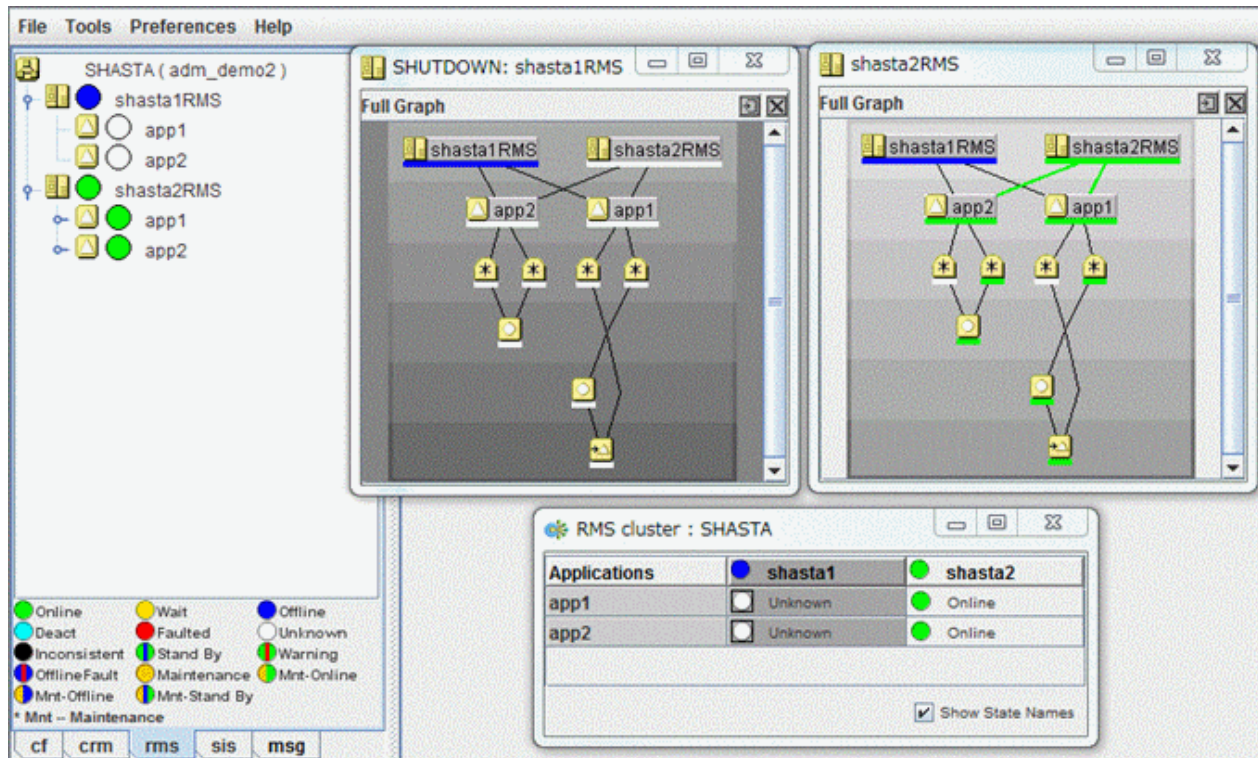 File Tools Preferences Help
SHASTA ( adm_demo2 )
shasta1RMS
app1
app2
shasta2RMS
app1
app2
Online Wait Offline
Deact Faulted Unknown
Inconsistent Stand By Warning
OfflineFault Maintenance Mnt-Online
Mnt-Offline Mnt-Stand By
* Mnt -- Maintenance
cf crm rms sis msg
SHUTDOWN: shasta1RMS
Full Graph
shasta1RMS shasta2RMS
app2 app1
shasta2RMS
Full Graph
shasta1RMS shasta2RMS
app2 app1
RMS cluster : SHASTA
Applications shasta1 shasta2
app1 Unknown Online
app2 Unknown Online
Show State Names